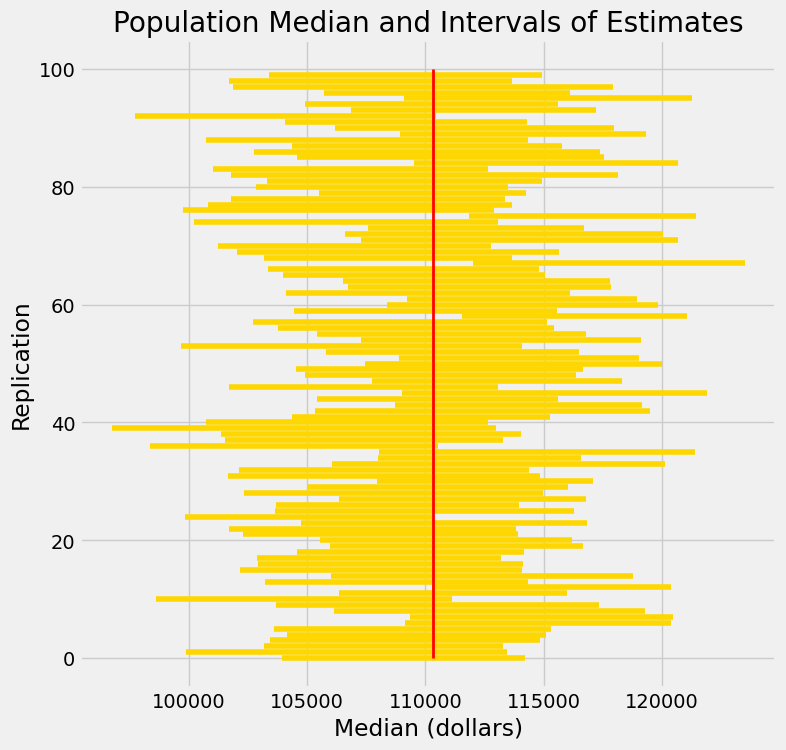 Population Median and Intervals of Estimates
100
80
60
40
20
0
Replication
100000 105000 110000 115000 120000
Median (dollars)